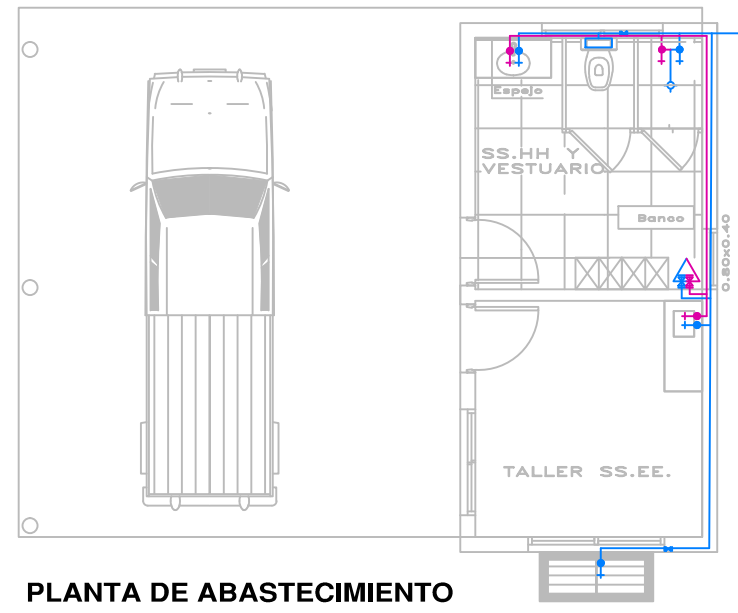 Espejo
SS.HH Y
VESTUARIO
Banco
0.80x0.40
TALLER SS.EE.
PLANTA DE ABASTECIMIENTO